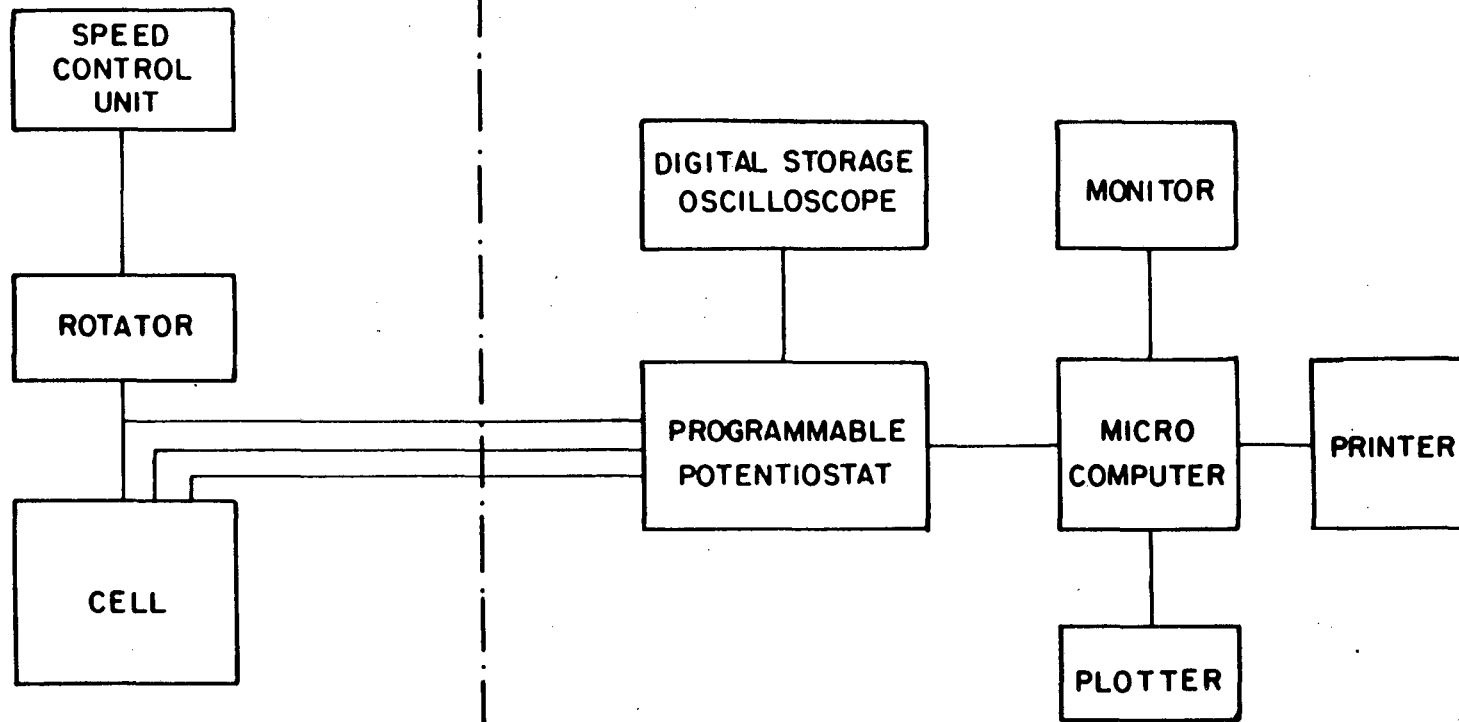 SPEED
CONTROL
UNIT
DIGITAL STORAGE
OSCILLOSCOPE
MONITOR
ROTATOR
PROGRAMMABLE
POTENTIOSTAT
MICRO
COMPUTER
PRINTER
CELL
PLOTTER